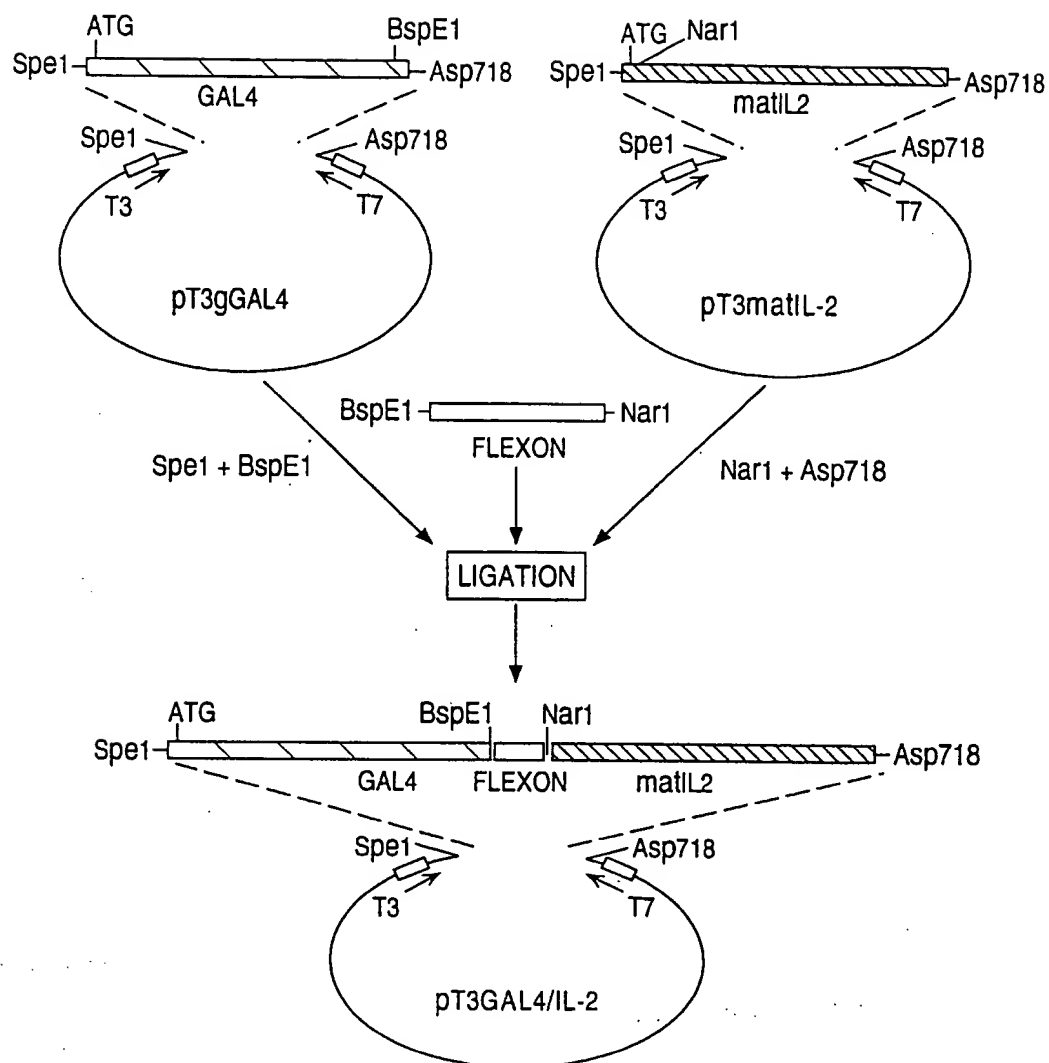 ATG
BspE1
Spe1
Asp718
GAL4
Spe1
Asp718
T3
T7
pT3gGAL4
ATG
Nar1
Spe1
Asp718
matIL2
Spe1
Asp718
T3
T7
pT3matIL-2
BspE1
Nar1
FLEXON
Spe1 + BspE1
Nar1 + Asp718
LIGATION
ATG
BspE1
Nar1
Spe1
Asp718
GAL4
FLEXON
matIL2
Spe1
Asp718
T3
T7
pT3GAL4/IL-2